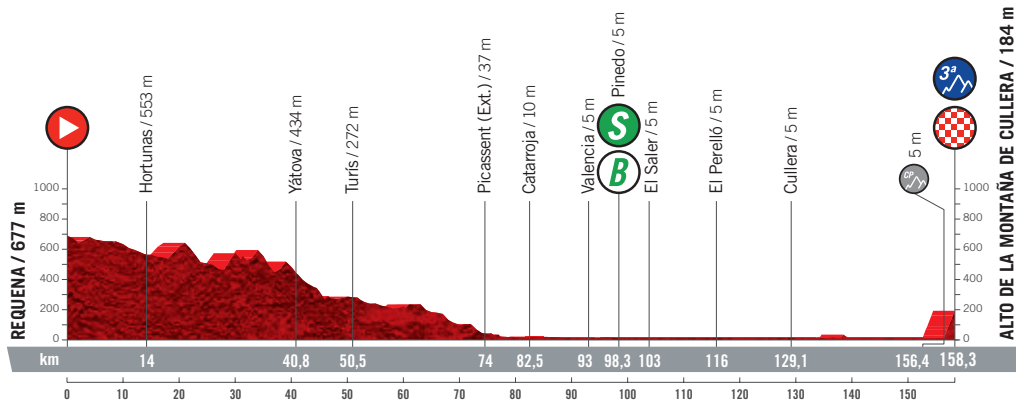 REQUENA / 677 m
Hortunas / 553 m
Yátova / 434 m
Turís / 272 m
Picassent (Ext.) / 37 m
Catarroja / 10 m
Valencia / 5 m
Pinedo / 5 m
S
B
El Saler / 5 m
El Perelló / 5 m
Cullera / 5 m
5 m
CP
3ª
ALTO DE LA MONTAÑA DE CULLERA / 184 m
1000
800
600
400
200
0
1000
800
600
400
200
0
km 14 40,8 50,5 74 82,5 93 98,3 103 116 129,1 156,4 158,3
0 10 20 30 40 50 60 70 80 90 100 110 120 130 140 150